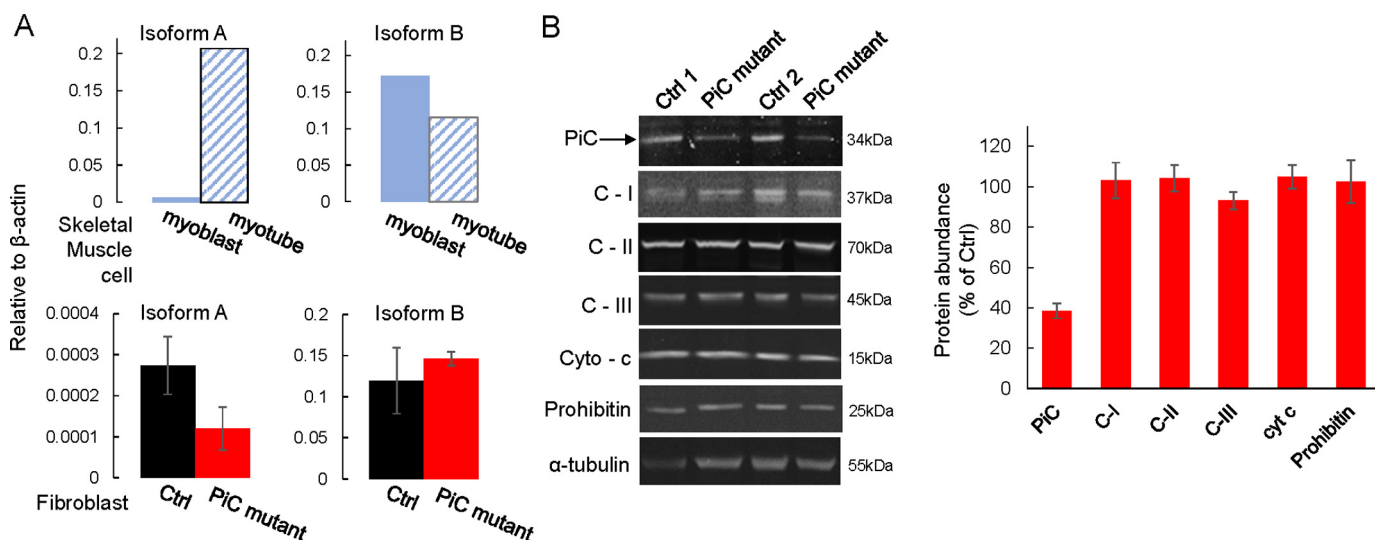 A
Isoform A
0.2
0.15
0.1
0.05
0
myoblast
myotube
Skeletal
Muscle
cell
Isoform B
0.2
0.15
0.1
0.05
0
myoblast
myotube
Relative to β-actin
Isoform A
0.0004
0.0003
0.0002
0.0001
0
Ctrl
PiC mutant
Fibroblast
Isoform B
0.2
0.15
0.1
0.05
0
Ctrl
PiC mutant
B
Ctrl 1
PiC mutant
Ctrl 2
PiC mutant
PiC 34kDa
C - I 37kDa
C - II 70kDa
C - III 45kDa
Cyto - c 15kDa
Prohibitin 25kDa
α-tubulin 55kDa
Protein abundance
(% of Ctrl)
120
100
80
60
40
20
0
PiC
C-I
C-II
C-III
cyt c
Prohibitin